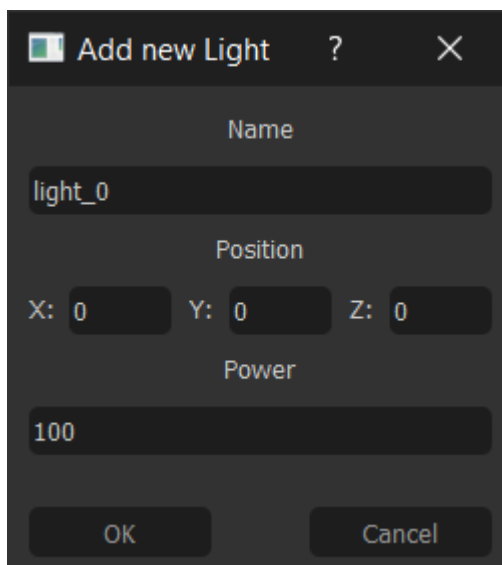 Add new Light ?
Name
light_0
Position
X: 0 Y: 0 Z: 0
Power
100
OK Cancel